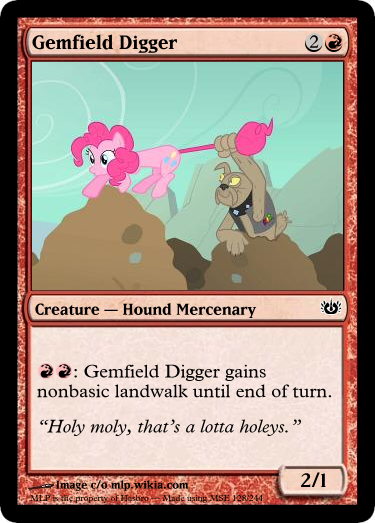 Gemfield Digger 2
Creature — Hound Mercenary
: Gemfield Digger gains
nonbasic landwalk until end of turn.
“Holy moly, that’s a lotta holeys.”
2/1
Image c/o mlp.wikia.com
MLP is the property of Hasbro — Made using MSE 128/244